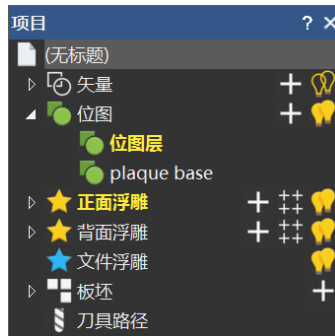 项目 ? ×
(无标题)
矢量
位图
位图层
plaque base
正面浮雕
背面浮雕
文件浮雕
板坯
刀具路径